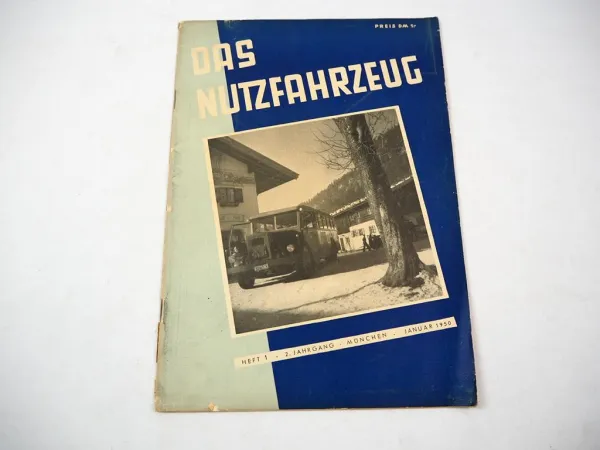 PREIS DM. 1,-
DAS
NUTZFAHRZEUG
HEFT 1 - 2. JAHRGANG - MÜNCHEN - JANUAR 1950